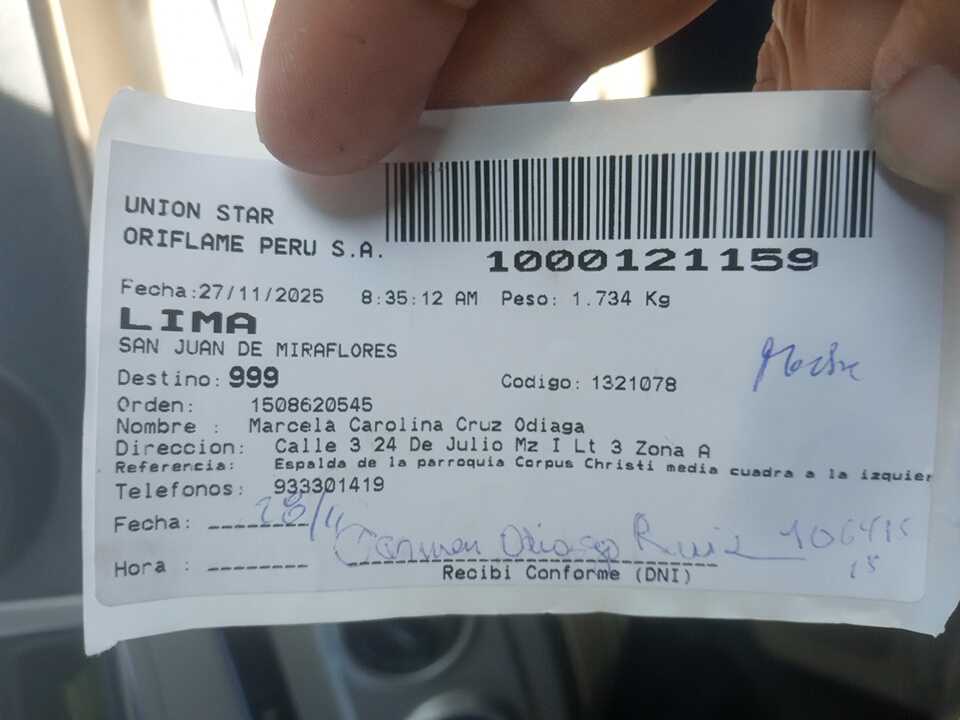 UNION STAR
ORIFLAME PERU S.A.
1000121159
Fecha:27/11/2025 8:35:12 AM Peso: 1.734 Kg
LIMA
SAN JUAN DE MIRAFLORES
Destino: 999 Codigo: 1321078
Orden: 1508620545
Nombre : Marcela Carolina Cruz Odiaga
Direccion: Calle 3 24 De Julio Mz I Lt 3 Zona A
Referencia: Espalda de la parroquia Corpus Christi media cuadra a la izquier
Telefonos: 933301419
Fecha: 28/11
Carmen Odiaga Ruiz
Hora :
Recibi Conforme (DNI)